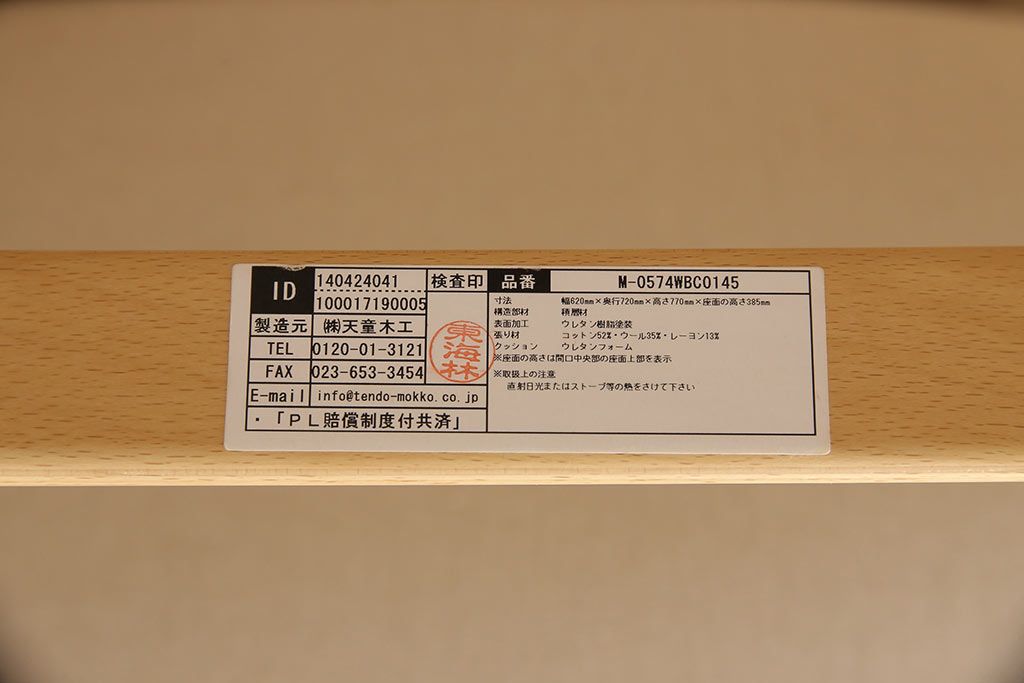 ID 140424041 検査印
100017190005
製造元 ㈱天童木工
TEL 0120-01-3121
FAX 023-653-3454
東海林
E-mail info@tendo-mokko.co.jp
・「PL賠償制度付共済」
品番 M-0574WBC0145
寸法 幅620mm×奥行720mm×高さ770mm×座面の高さ385mm
構造部材 積層材
表面加工 ウレタン樹脂塗装
張り材 コットン52%・ウール35%・レーヨン13%
クッション ウレタンフォーム
※座面の高さは間口中央部の座面上部を表示
※取扱上の注意
直射日光またはストーブ等の熱をさけて下さい